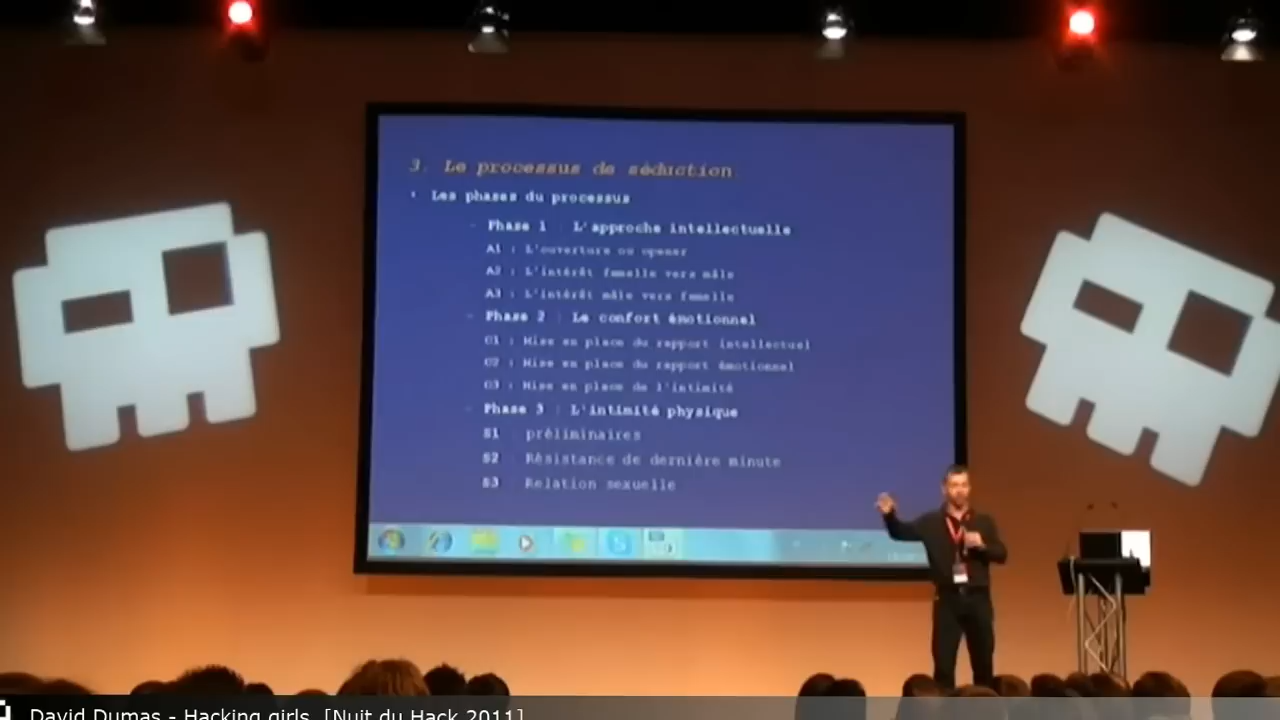 3. Le processus de séduction
• Les phases du processus
- Phase 1 : L'approche intellectuelle
A1 : L'ouverture ou opener
A2 : L'intérêt femelle vers mâle
A3 : L'intérêt mâle vers femelle
- Phase 2 : Le confort émotionnel
C1 : Mise en place du rapport intellectuel
C2 : Mise en place du rapport émotionnel
C3 : Mise en place de l'intimité
- Phase 3 : L'intimité physique
S1 préliminaires
S2 Résistance de dernière minute
S3 Relation sexuelle
David Dumas - Hacking girls [Nuit du Hack 2011]